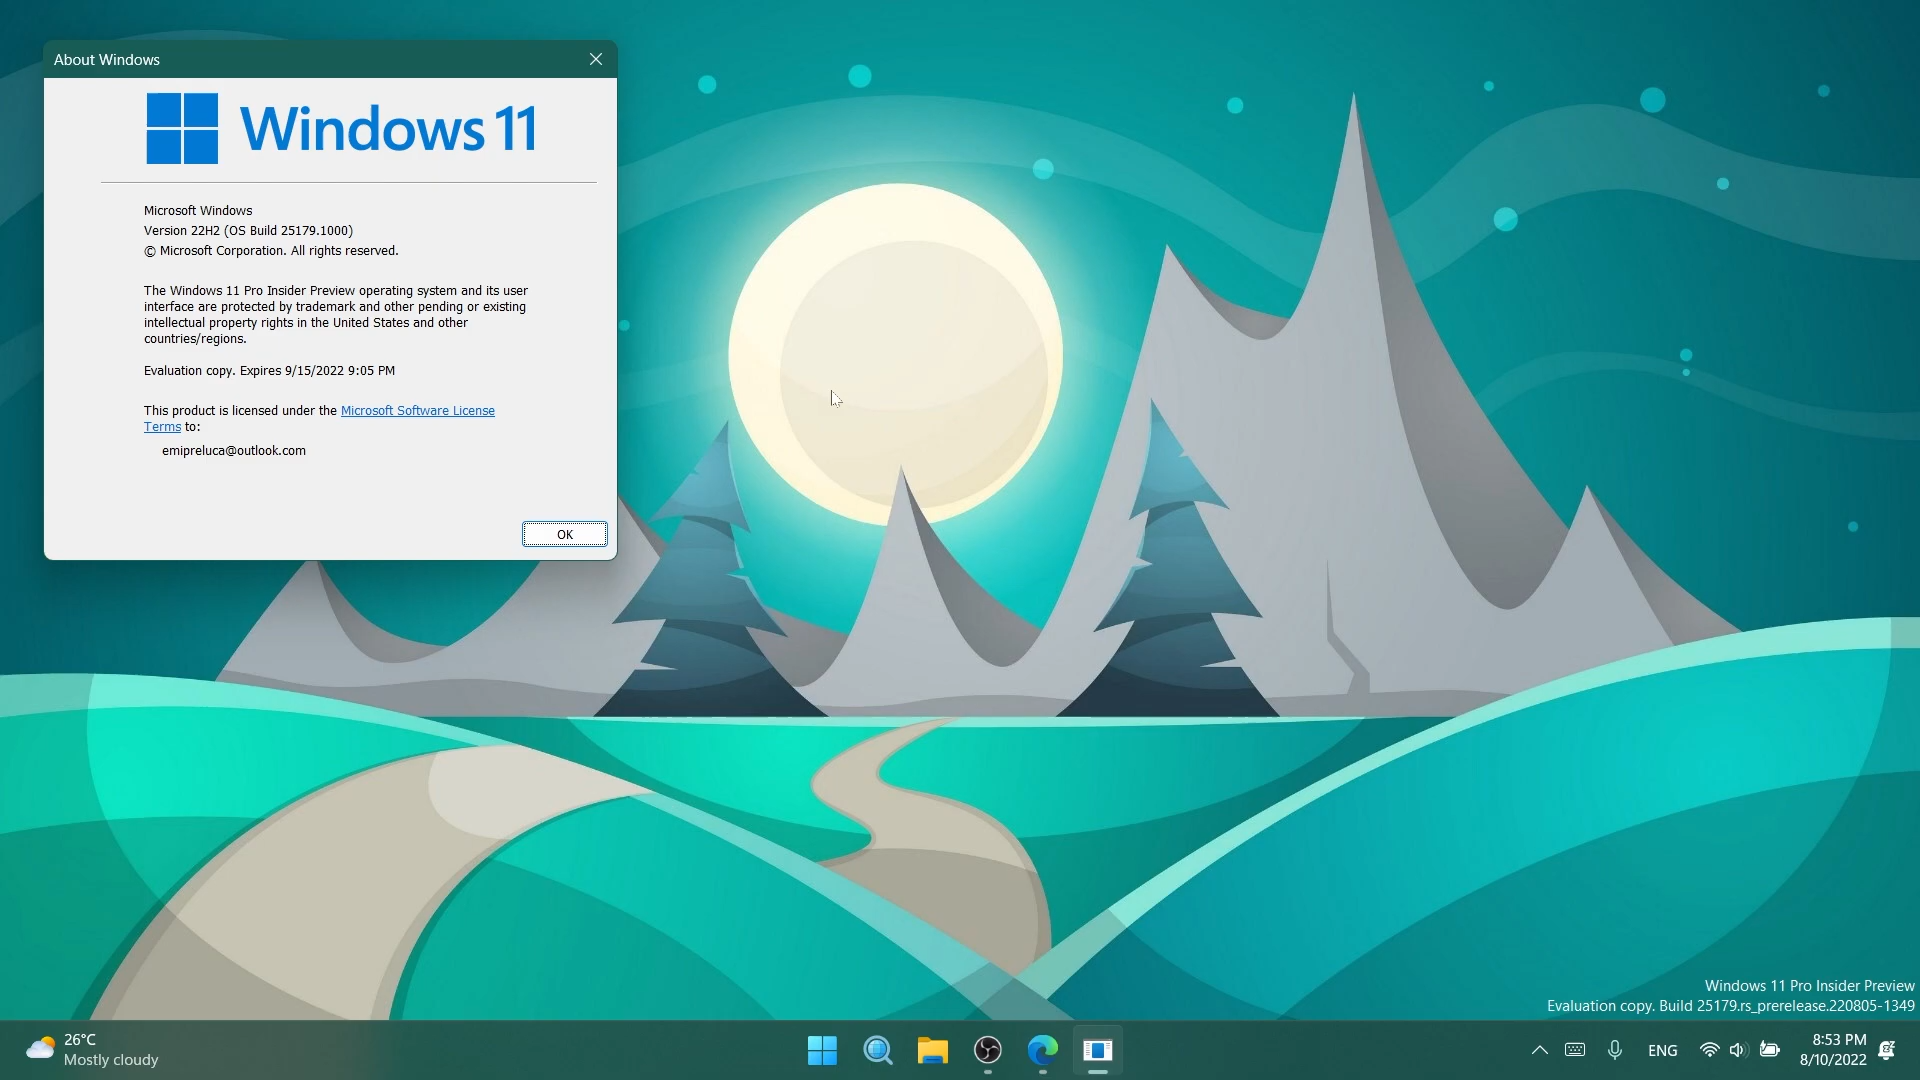 About Windows
Windows 11
Microsoft Windows
Version 22H2 (OS Build 25179.1000)
© Microsoft Corporation. All rights reserved.
The Windows 11 Pro Insider Preview operating system and its user
interface are protected by trademark and other pending or existing
intellectual property rights in the United States and other
countries/regions.
Evaluation copy. Expires 9/15/2022 9:05 PM
This product is licensed under the Microsoft Software License
Terms to:
emipreluca@outlook.com
OK
Windows 11 Pro Insider Preview
Evaluation copy. Build 25179.rs_prerelease.220805-1349
26°C
Mostly cloudy
ENG
8:53 PM
8/10/2022